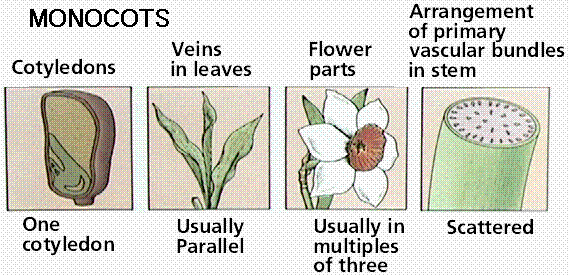 MONOCOTS
Cotyledons
Veins
in leaves
Flower
parts
Arrangement
of primary
vascular bundles
in stem
One
cotyledon
Usually
Parallel
Usually in
multiples
of three
Scattered